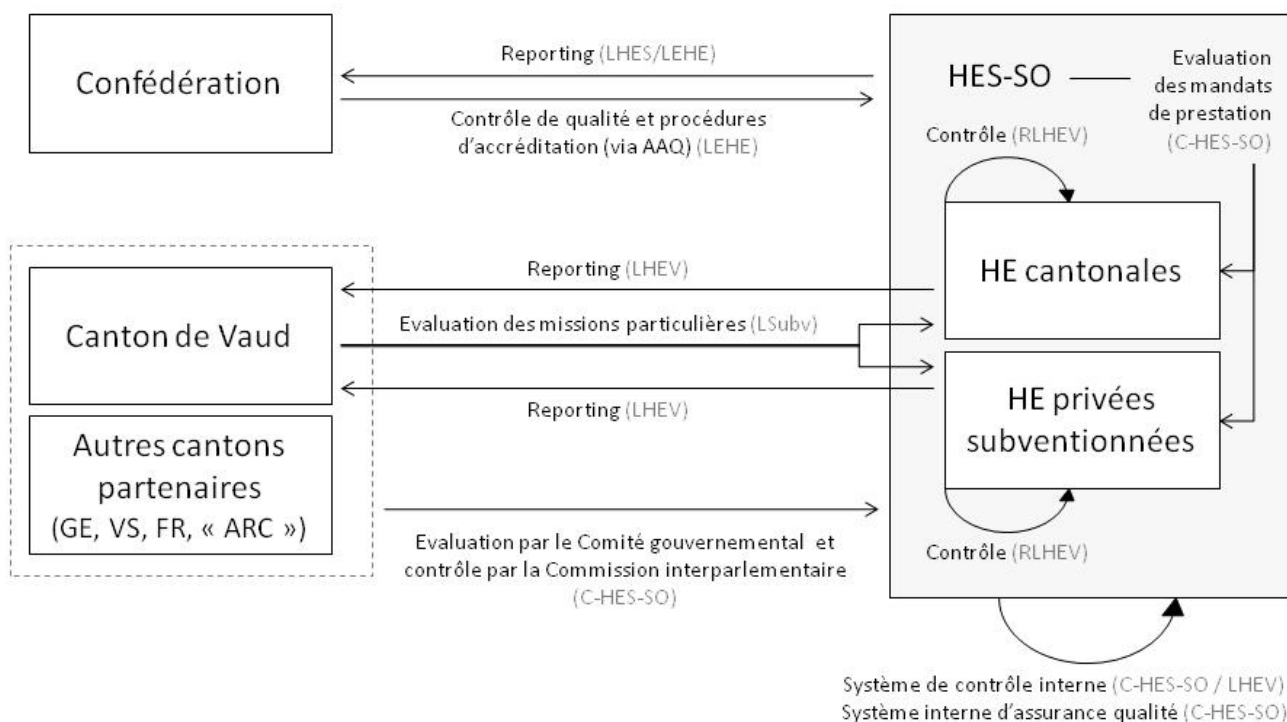 Confédération
Reporting (LHES/LEHE)
Contrôle de qualité et procédures
d'accréditation (via AAQ) (LEHE)
HES-SO
Evaluation
des mandats
de prestation
(C-HES-SO)
Contrôle (RLHEV)
HE cantonales
Canton de Vaud
Reporting (LHEV)
Evaluation des missions particulières (LSubv)
Reporting (LHEV)
HE privées
subventionnées
Contrôle (RLHEV)
Autres cantons
partenaires
(GE, VS, FR, « ARC »)
Evaluation par le Comité gouvernemental et
contrôle par la Commission interparlementaire
(C-HES-SO)
Système de contrôle interne (C-HES-SO / LHEV)
Système interne d'assurance qualité (C-HES-SO)